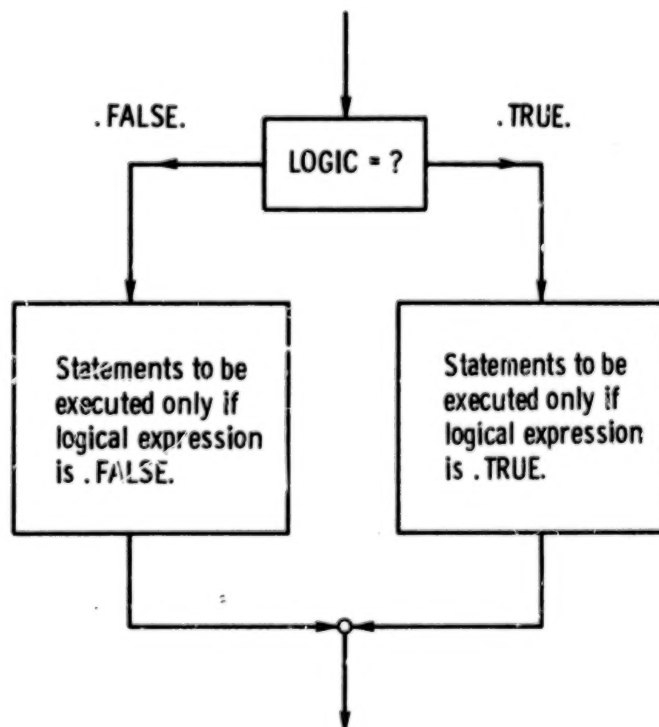 .FALSE.
.TRUE.
LOGIC = ?
Statements to be
executed only if
logical expression
is .FALSE.
Statements to be
executed only if
logical expression
is .TRUE.